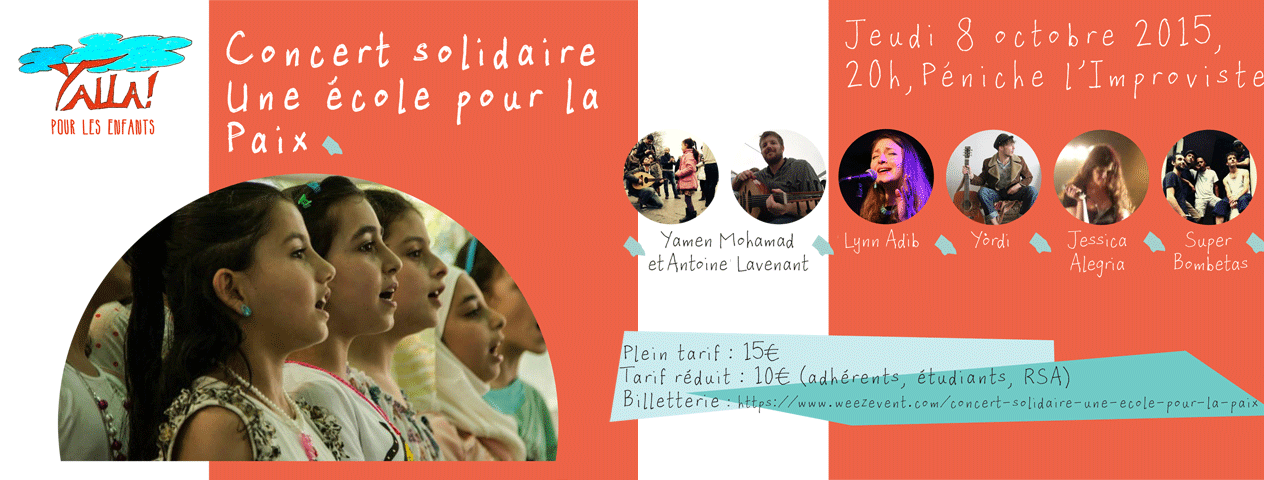 YALLA!
POUR LES ENFANTS
Concert solidaire
Une école pour la
Paix
Jeudi 8 octobre 2015,
20h, Péniche l'Improviste
Yamen Mohamad
et Antoine Lavenant
Lynn Adib
Yòrdi
Jessica
Alegria
Super
Bombetas
Plein tarif : 15€
Tarif réduit : 10€ (adhérents, étudiants, RSA)
Billetterie : https://www.weezevent.com/concert-solidaire-une-ecole-pour-la-paix